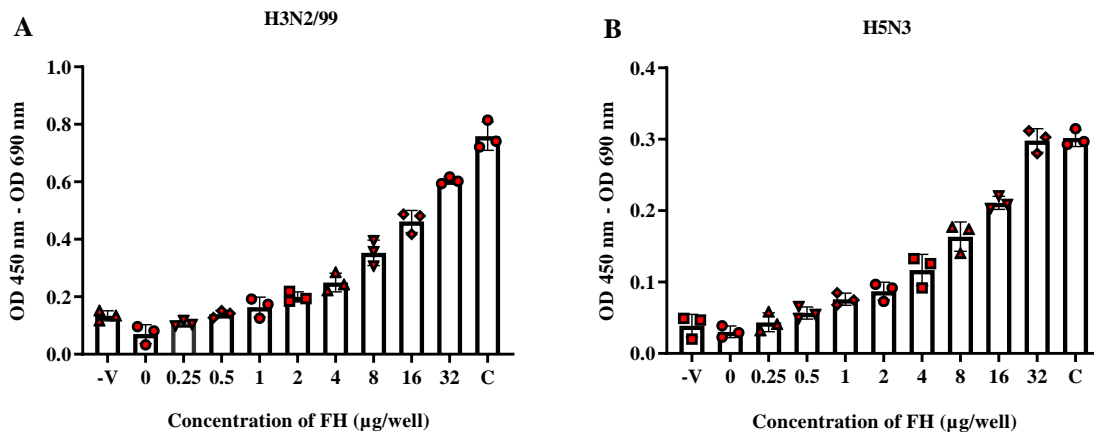 A
H3N2/99
OD 450 nm - OD 690 nm
1.0
0.8
0.6
0.4
0.2
0.0
-V 0 0.25 0.5 1 2 4 8 16 32 C
Concentration of FH (µg/well)
B
H5N3
OD 450 nm - OD 690 nm
0.4
0.3
0.2
0.1
0.0
-V 0 0.25 0.5 1 2 4 8 16 32 C
Concentration of FH (µg/well)